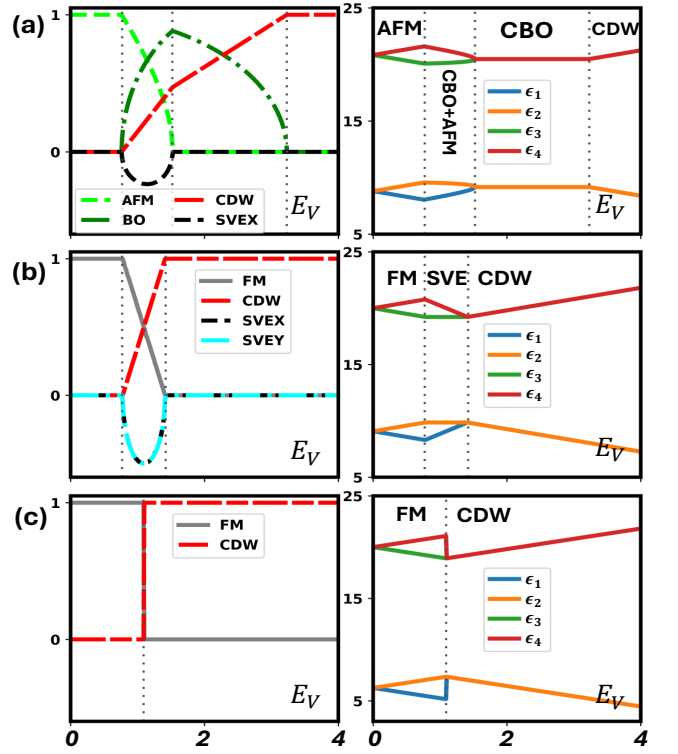 (a)
1
0
AFM
BO
CDW
SVEX
E_V
25
15
5
AFM
CBO+AFM
CBO
CDW
ϵ₁
ϵ₂
ϵ₃
ϵ₄
E_V
(b)
1
0
FM
CDW
SVEX
SVEY
E_V
25
15
5
FM SVE CDW
ϵ₁
ϵ₂
ϵ₃
ϵ₄
E_V
(c)
1
0
FM
CDW
E_V
0 2 4
25
15
5
FM CDW
ϵ₁
ϵ₂
ϵ₃
ϵ₄
E_V
0 2 4